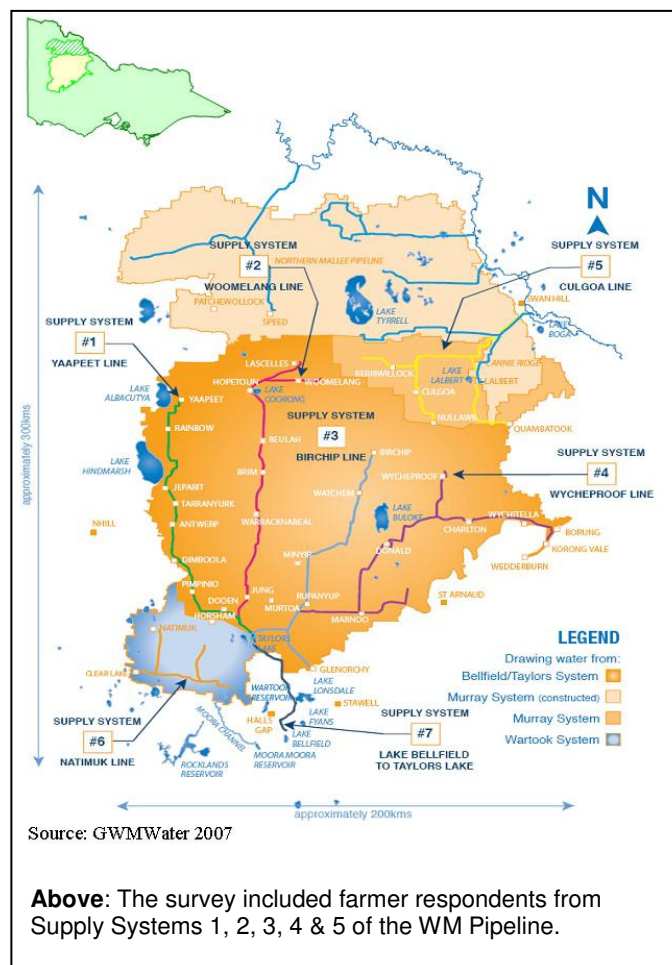 N
SUPPLY SYSTEM
#2
WOOMELANG LINE
NORTHERN MALLEE PIPELINE
SUPPLY SYSTEM
#5
CULGOA LINE
SWAN HILL
PATCHEWOLLOCK
SPEED
LAKE
TYRRELL
LAKE
BOGA
SUPPLY SYSTEM
#1
YAAPEET LINE
LASCELLES
HOPETOUN
WOOMELANG
LAKE
COORONG
BERRIWILLOCK
CULGOA
LAKE
LALBERT
LANNIE RIDGE
LALBERT
NULLAWIL
QUAMBATOOK
LAKE
ALBACUTYA
YAAPEET
RAINBOW
SUPPLY SYSTEM
#3
BIRCHIP LINE
BEULAH
BIRCHIP
SUPPLY SYSTEM
#4
WYCHEPROOF LINE
LAKE
HINDMARSH
BRIM
WYCHEPROOF
WATCHEM
JEPARIT
TARRANYURK
ANTWERP
WARRACKNABEAL
LAKE
BULOKE
CHARLTON
WYCHITELLA
BORUNG
KORONG VALE
WEDDERBURN
NHILL
DONALD
MINYIP
DIMBOOLA
PIMPINIO
DOOEN
HORSHAM
JUNG
MURTOA
RUPANYUP
MARNOO
ST ARNAUD
NATIMUK
TAYLORS
LAKE
CLEAR LAKE
GLENORCHY
LAKE
LONSDALE
WARTOOK
RESERVOIR
STAWELL
HALLS
GAP
LAKE
FYANS
LAKE
BELLFIELD
SUPPLY SYSTEM
#6
NATIMUK LINE
MOORA CHANNEL
MOORA MOORA
RESERVOIR
ROCKLANDS
RESERVOIR
SUPPLY SYSTEM
#7
LAKE BELLFIELD
TO TAYLORS LAKE
LEGEND
Drawing water from:
Bellfield/Taylors System
Murray System (constructed)
Murray System
Wartook System
approximately 300kms
approximately 200kms
Source: GWMWater 2007
Above: The survey included farmer respondents from
Supply Systems 1, 2, 3, 4 & 5 of the WM Pipeline.